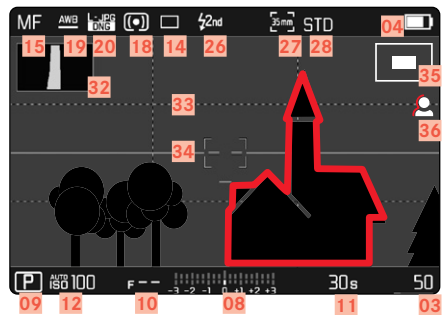 MF AWB L-JPG DNG 2nd 35mm STD 04
15 19 20 18 14 26 27 28
32 35
33
36
34
P AUTO ISO 100 F -- -3 -2 -1 0 +1 +2 +3 30s 50
09 12 10 08 11 03